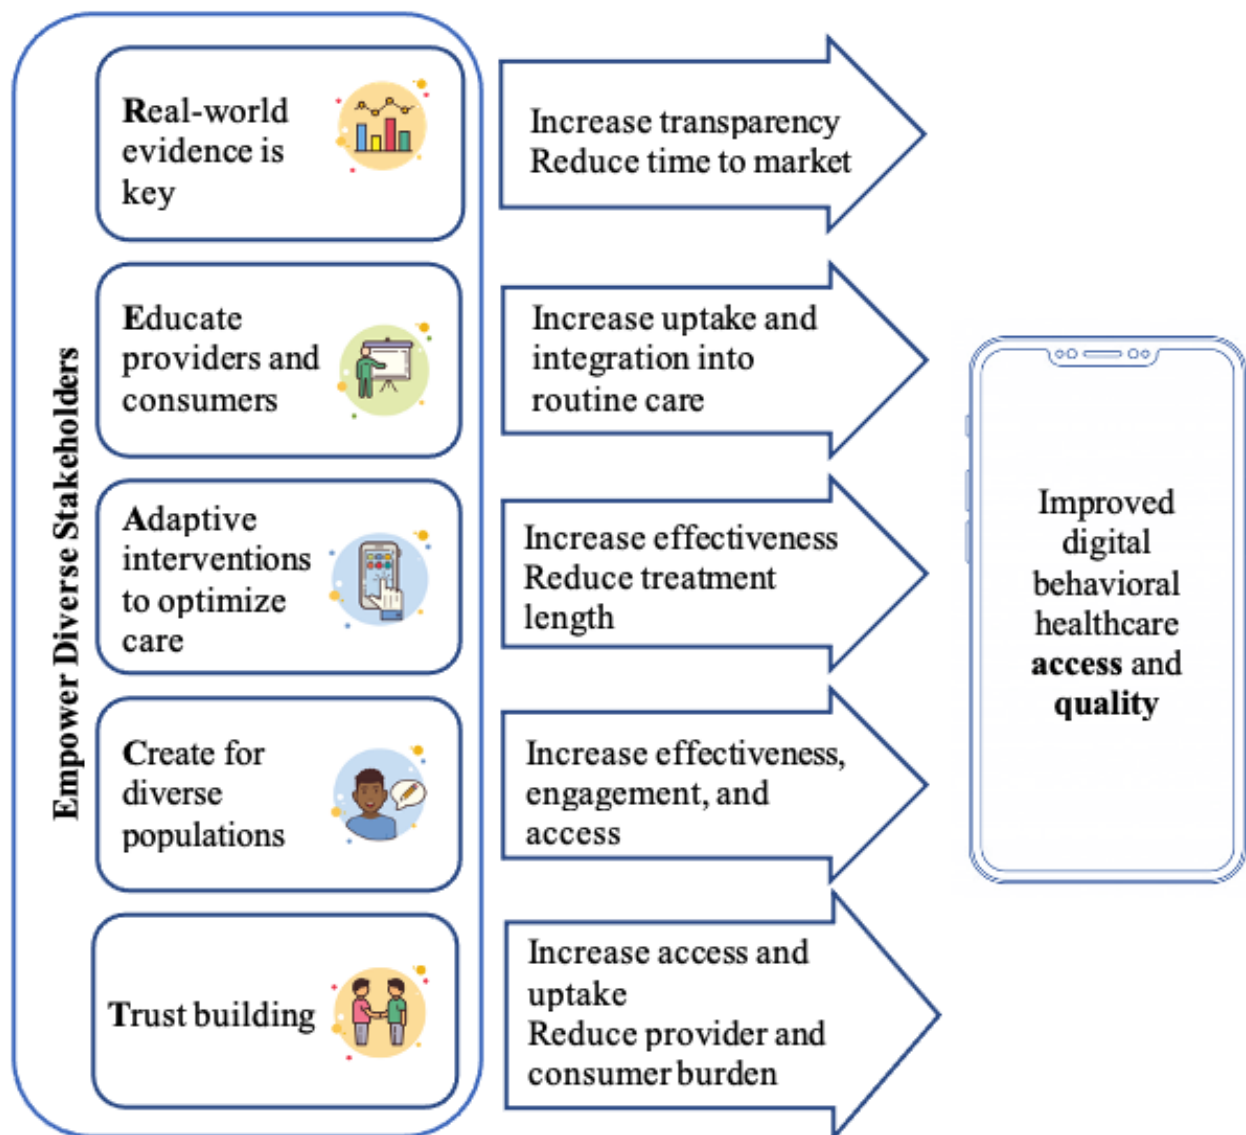 Empower Diverse Stakeholders
Real-world
evidence is
key
Increase transparency
Reduce time to market
Educate
providers and
consumers
Increase uptake and
integration into
routine care
Adaptive
interventions
to optimize
care
Increase effectiveness
Reduce treatment
length
Create for
diverse
populations
Increase effectiveness,
engagement, and
access
Trust building
Increase access and
uptake
Reduce provider and
consumer burden
Improved
digital
behavioral
healthcare
access and
quality